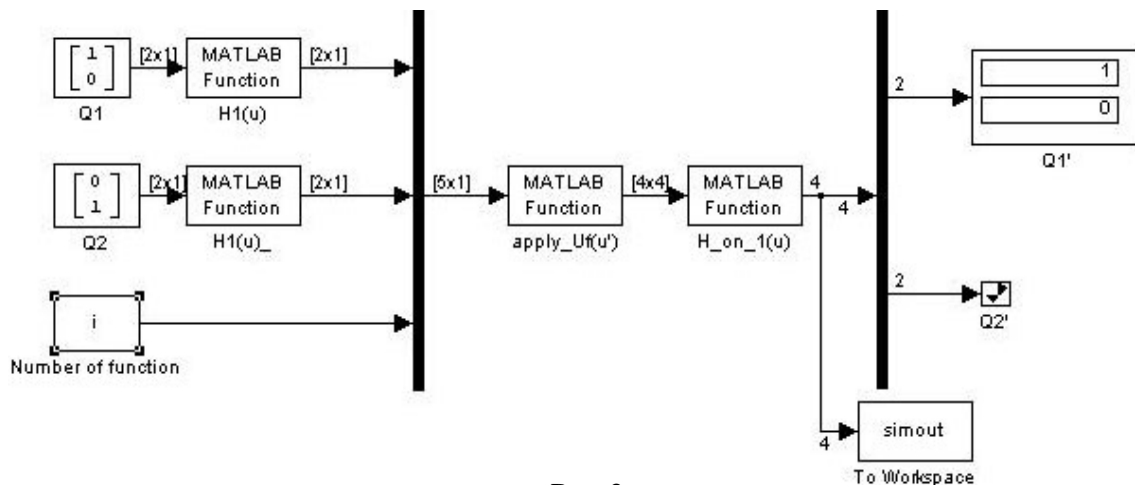 [1 0]
[2x1]
MATLAB Function
[2x1]
Q1
H1(u)
2
1
0
Q1'
[0 1]
[2x1]
MATLAB Function
[2x1]
[5x1]
MATLAB Function
[4x4]
MATLAB Function
4
4
Q2
H1(u)_
apply_Uf(u')
H_on_1(u)
2
Q2'
i
Number of function
simout
4
To Workspace